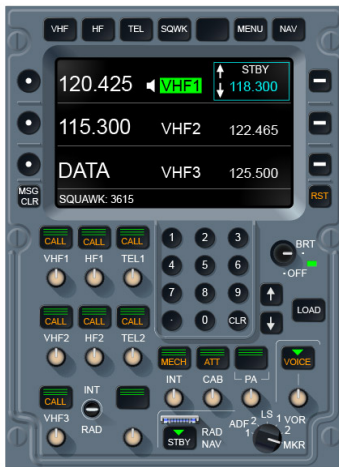 VHF HF TEL SQWK MENU NAV
STBY
120.425 VHF1 118.300
115.300 VHF2 122.465
DATA VHF3 125.500
SQUAWK: 3615
MSG CLR
RST
CALL CALL CALL
VHF1 HF1 TEL1
1 2 3
4 5 6
7 8 9
. 0 CLR
BRT
OFF
LOAD
CALL CALL CALL
VHF2 HF2 TEL2
MECH ATT VOICE
INT CAB PA
CALL
VHF3
INT
RAD
STBY
RAD
NAV
ADF 1 2 LS 1 2 VOR
MKR